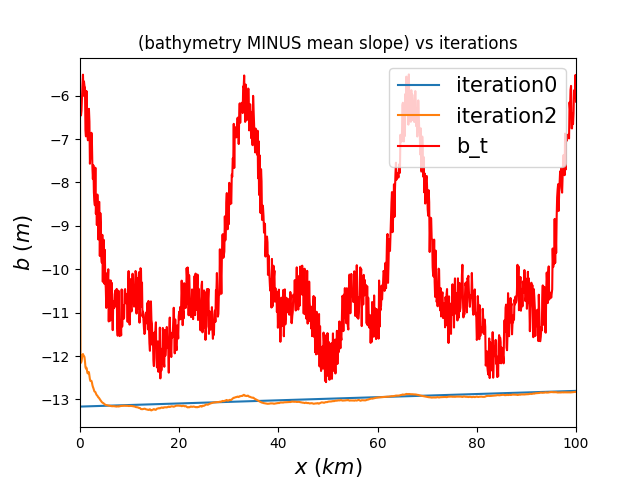 (bathymetry MINUS mean slope) vs iterations
iteration0
iteration2
b_t
−6
−7
−8
−9
−10
−11
−12
−13
b (m)
0 20 40 60 80 100
x (km)